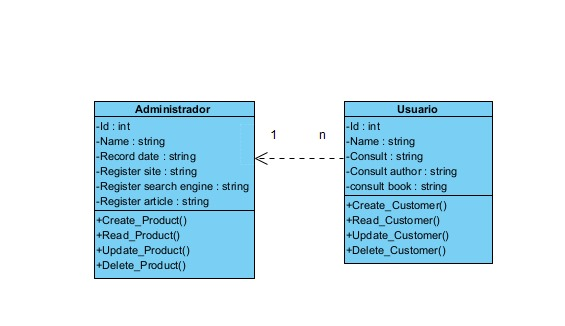 Administrador
-Id : int
-Name : string
-Record date : string
-Register site : string
-Register search engine : string
-Register article : string
+Create_Product()
+Read_Product()
+Update_Product()
+Delete_Product()
1
n
Usuario
-Id : int
-Name : string
-Consult : string
-Consult author : string
-consult book : string
+Create_Customer()
+Read_Customer()
+Update_Customer()
+Delete_Customer()